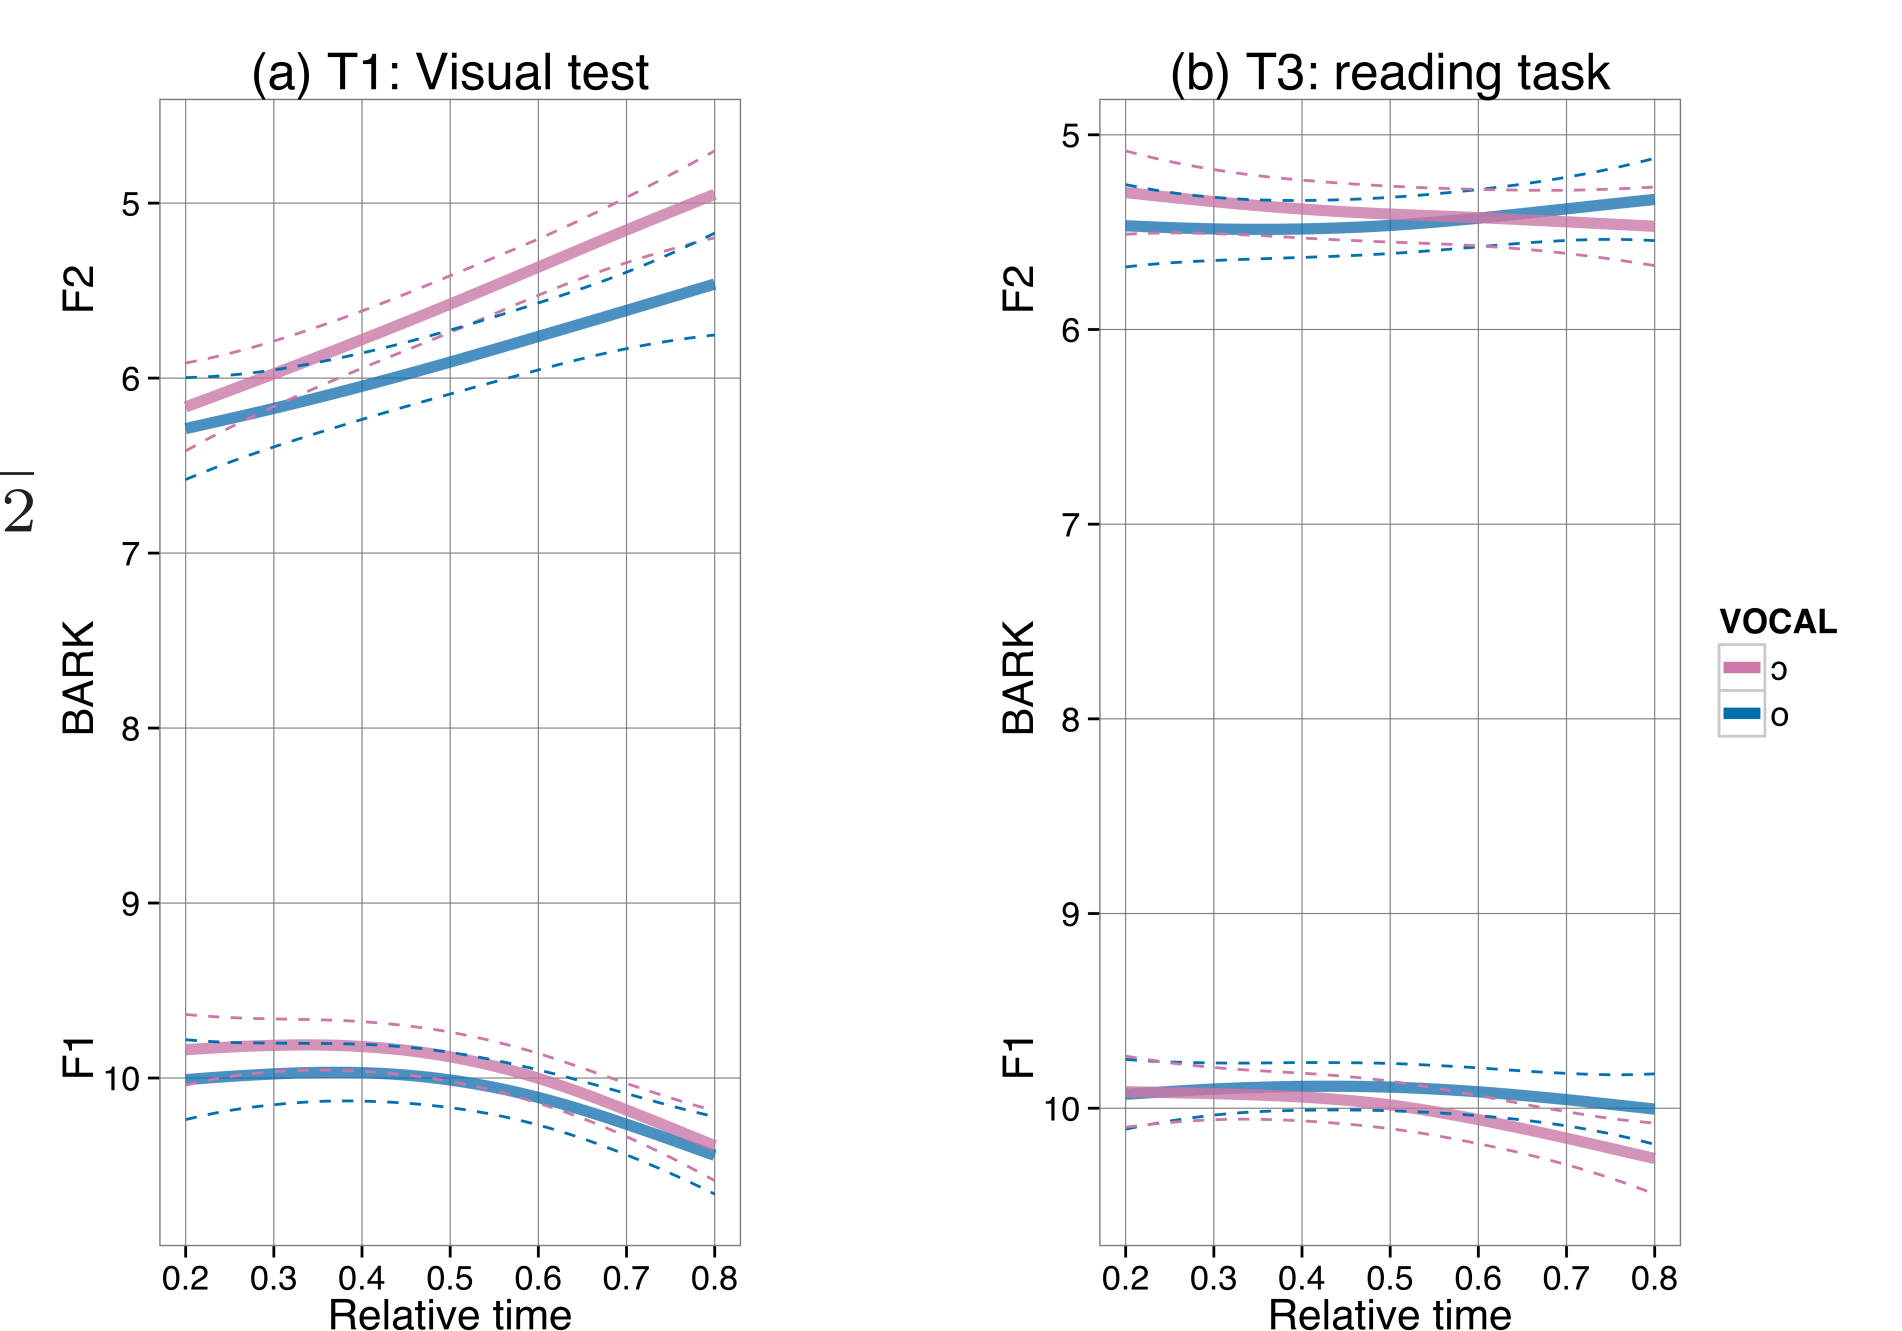 (a) T1: Visual test
F2
BARK
F1
5
6
7
8
9
10
0.2 0.3 0.4 0.5 0.6 0.7 0.8
Relative time
2
(b) T3: reading task
F2
BARK
F1
5
6
7
8
9
10
0.2 0.3 0.4 0.5 0.6 0.7 0.8
Relative time
VOCAL
ɔ
o